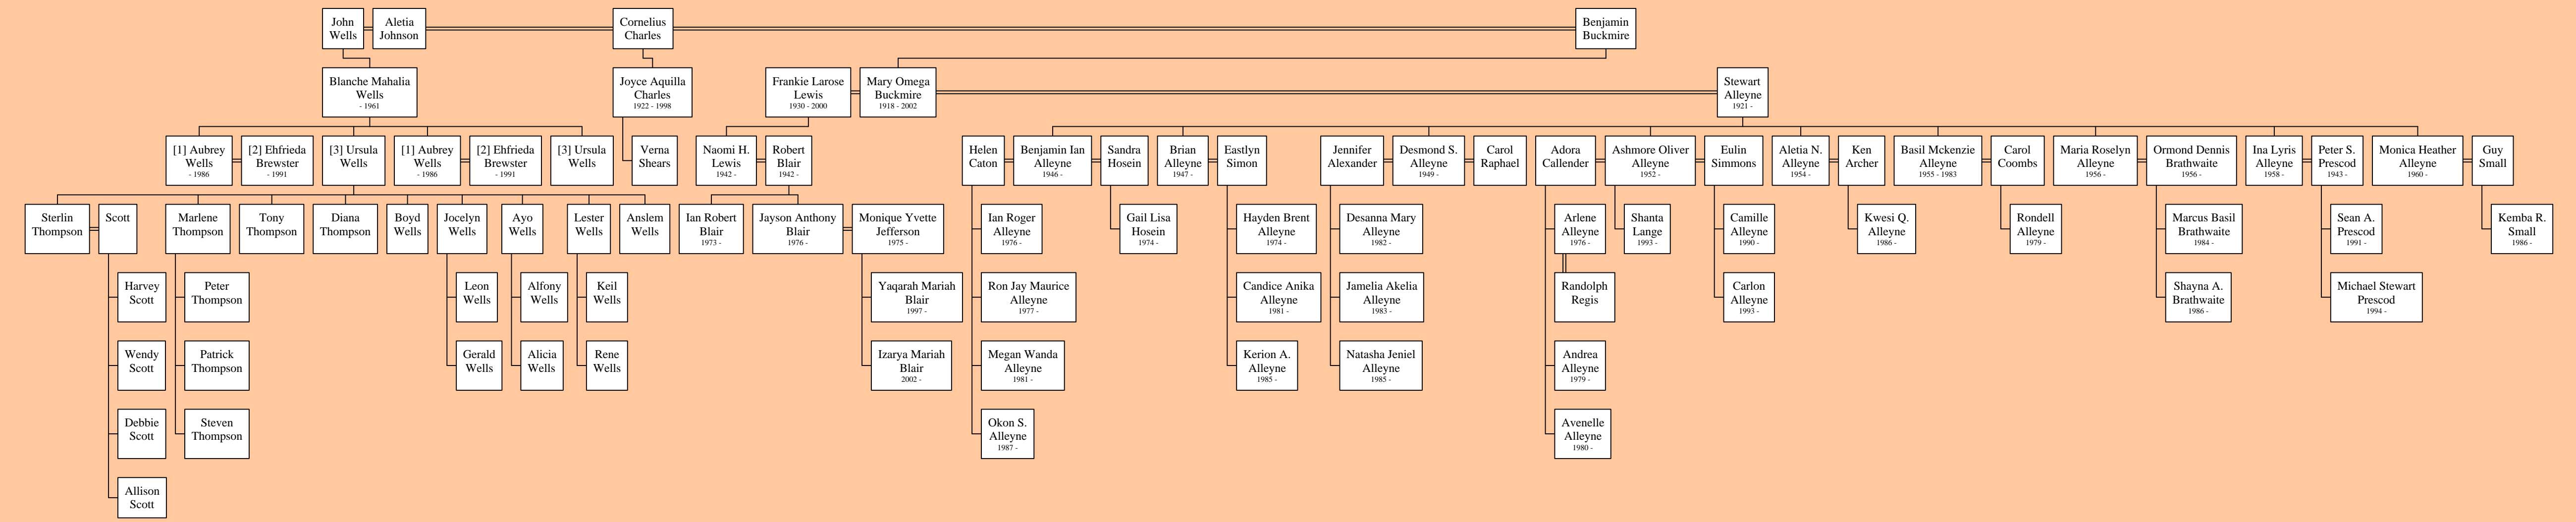 John
Wells
Aletia
Johnson
Cornelius
Charles
Benjamin
Buckmire
Blanche Mahalia
Wells
- 1961
Joyce Aquilla
Charles
1922 - 1998
Frankie Larose
Lewis
1930 - 2000
Mary Omega
Buckmire
1918 - 2002
Stewart
Alleyne
1921 -
[1] Aubrey
Wells
- 1986
[2] Ehfrieda
Brewster
- 1991
[3] Ursula
Wells
[1] Aubrey
Wells
- 1986
[2] Ehfrieda
Brewster
- 1991
[3] Ursula
Wells
Verna
Shears
Naomi H.
Lewis
1942 -
Robert
Blair
1942 -
Helen
Caton
Benjamin Ian
Alleyne
1946 -
Sandra
Hosein
Brian
Alleyne
1947 -
Eastlyn
Simon
Jennifer
Alexander
Desmond S.
Alleyne
1949 -
Carol
Raphael
Adora
Callender
Ashmore Oliver
Alleyne
1952 -
Eulin
Simmons
Aletia N.
Alleyne
1954 -
Ken
Archer
Basil Mckenzie
Alleyne
1955 - 1983
Carol
Coombs
Maria Roselyn
Alleyne
1956 -
Ormond Dennis
Brathwaite
1956 -
Ina Lyris
Alleyne
1958 -
Peter S.
Prescod
1943 -
Monica Heather
Alleyne
1960 -
Guy
Small
Sterlin
Thompson
Scott
Marlene
Thompson
Tony
Thompson
Diana
Thompson
Boyd
Wells
Jocelyn
Wells
Ayo
Wells
Lester
Wells
Anslem
Wells
Ian Robert
Blair
1973 -
Jayson Anthony
Blair
1976 -
Monique Yvette
Jefferson
1975 -
Ian Roger
Alleyne
1976 -
Gail Lisa
Hosein
1974 -
Hayden Brent
Alleyne
1974 -
Desanna Mary
Alleyne
1982 -
Arlene
Alleyne
1976 -
Shanta
Lange
1993 -
Camille
Alleyne
1990 -
Kwesi Q.
Alleyne
1986 -
Rondell
Alleyne
1979 -
Marcus Basil
Brathwaite
1984 -
Sean A.
Prescod
1991 -
Kemba R.
Small
1986 -
Harvey
Scott
Peter
Thompson
Leon
Wells
Alfony
Wells
Keil
Wells
Yaqarah Mariah
Blair
1997 -
Ron Jay Maurice
Alleyne
1977 -
Candice Anika
Alleyne
1981 -
Jamelia Akelia
Alleyne
1983 -
Randolph
Regis
Carlon
Alleyne
1993 -
Shayna A.
Brathwaite
1986 -
Michael Stewart
Prescod
1994 -
Wendy
Scott
Patrick
Thompson
Gerald
Wells
Alicia
Wells
Rene
Wells
Izarya Mariah
Blair
2002 -
Megan Wanda
Alleyne
1981 -
Kerion A.
Alleyne
1985 -
Natasha Jeniel
Alleyne
1985 -
Andrea
Alleyne
1979 -
Debbie
Scott
Steven
Thompson
Okon S.
Alleyne
1987 -
Avenelle
Alleyne
1980 -
Allison
Scott